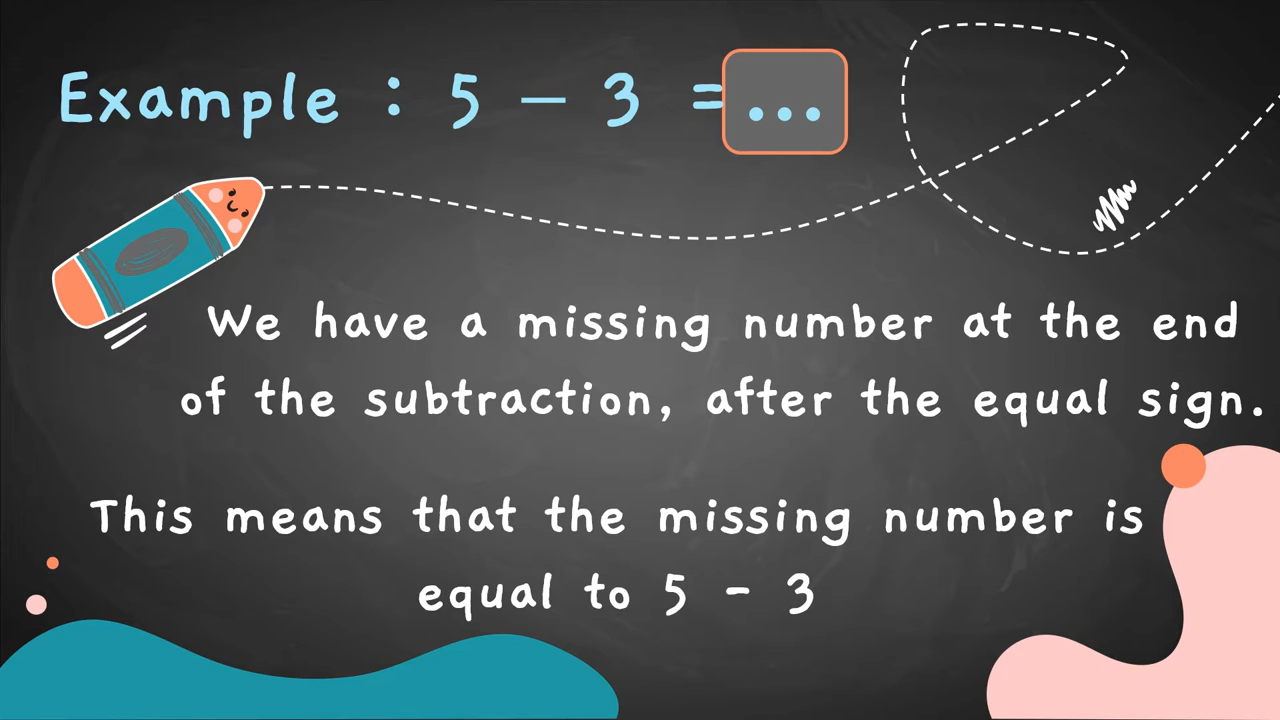 Example : 5 – 3 = ...
We have a missing number at the end
of the subtraction, after the equal sign.
This means that the missing number is
equal to 5 - 3